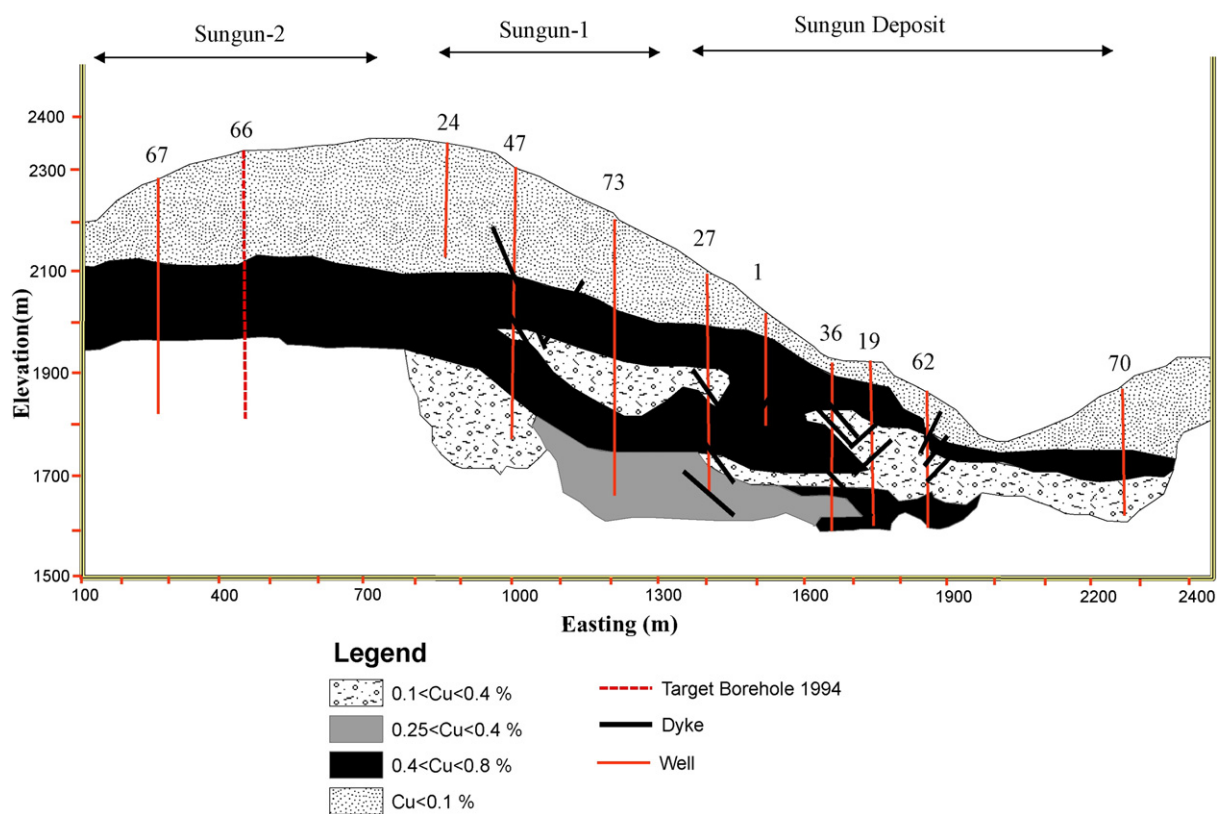 Sungun-2
Sungun-1
Sungun Deposit
2400
2300
2100
1900
1700
1500
Elevation(m)
67
66
24
47
73
27
1
36
19
62
70
100
400
700
1000
1300
1600
1900
2200
2400
Easting (m)
Legend
0.1<Cu<0.4 %
0.25<Cu<0.4 %
0.4<Cu<0.8 %
Cu<0.1 %
Target Borehole 1994
Dyke
Well